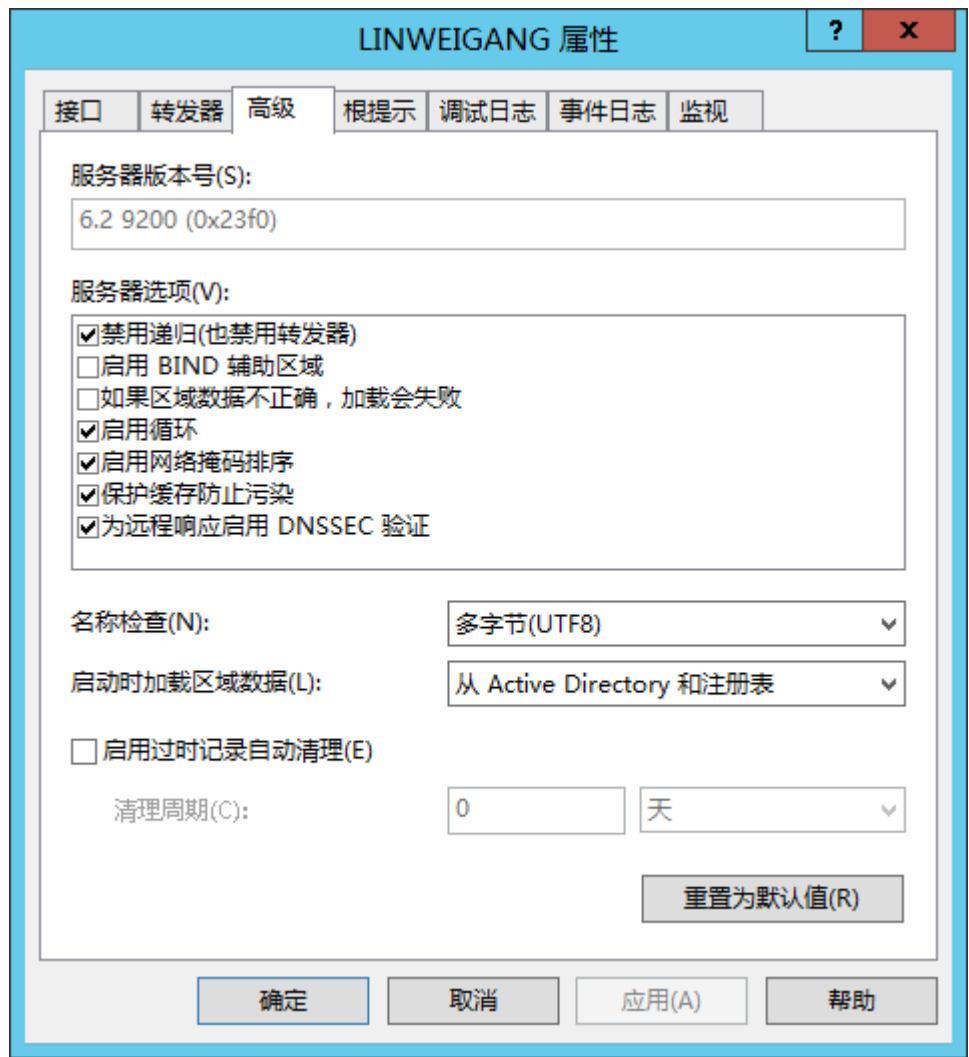 LINWEIGANG 属性
?
x
接口
转发器
高级
根提示
调试日志
事件日志
监视
服务器版本号(S):
6.2 9200 (0x23f0)
服务器选项(V):
禁用递归(也禁用转发器)
启用 BIND 辅助区域
如果区域数据不正确，加载会失败
启用循环
启用网络掩码排序
保护缓存防止污染
为远程响应启用 DNSSEC 验证
名称检查(N):
多字节(UTF8)
启动时加载区域数据(L):
从 Active Directory 和注册表
启用过时记录自动清理(E)
清理周期(C):
0
天
重置为默认值(R)
确定
取消
应用(A)
帮助